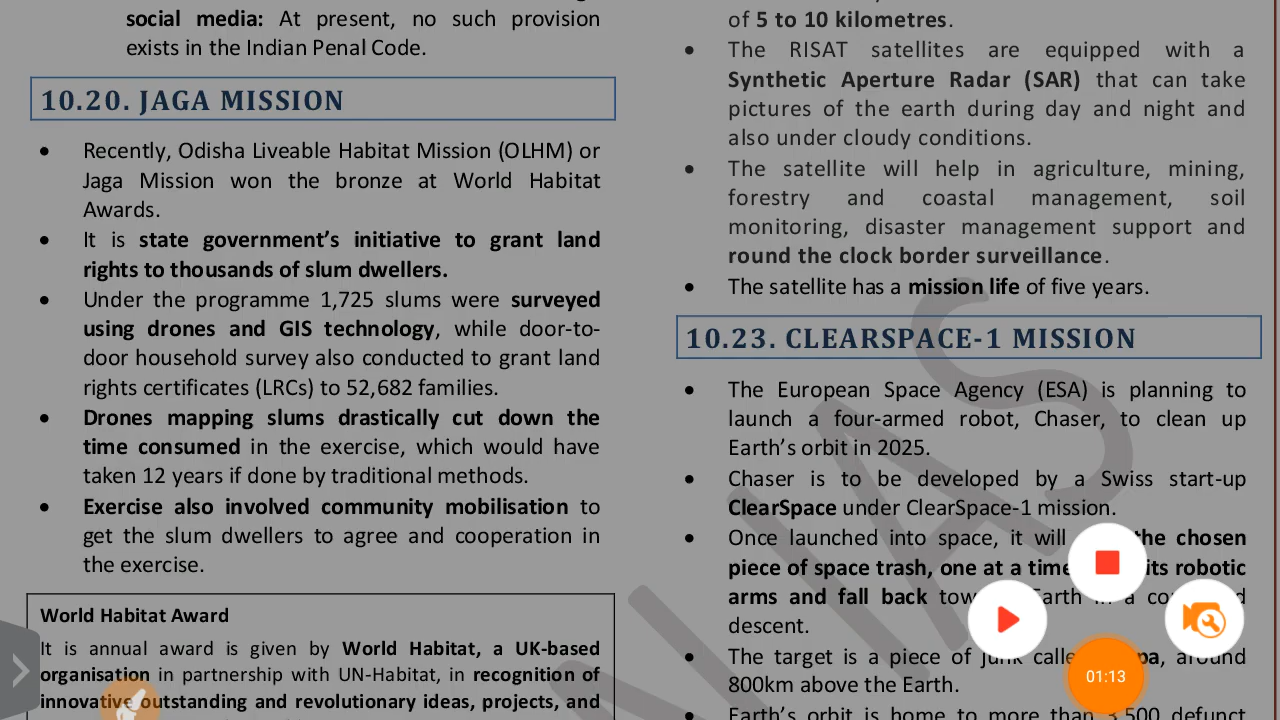 social media: At present, no such provision
exists in the Indian Penal Code.
10.20. JAGA MISSION
Recently, Odisha Liveable Habitat Mission (OLHM) or
Jaga Mission won the bronze at World Habitat
Awards.
It is state government’s initiative to grant land
rights to thousands of slum dwellers.
Under the programme 1,725 slums were surveyed
using drones and GIS technology, while door-to-
door household survey also conducted to grant land
rights certificates (LRCs) to 52,682 families.
Drones mapping slums drastically cut down the
time consumed in the exercise, which would have
taken 12 years if done by traditional methods.
Exercise also involved community mobilisation to
get the slum dwellers to agree and cooperation in
the exercise.
World Habitat Award
It is annual award is given by World Habitat, a UK-based
organisation in partnership with UN-Habitat, in recognition of
innovative outstanding and revolutionary ideas, projects, and
of 5 to 10 kilometres.
The RISAT satellites are equipped with a
Synthetic Aperture Radar (SAR) that can take
pictures of the earth during day and night and
also under cloudy conditions.
The satellite will help in agriculture, mining,
forestry and coastal management, soil
monitoring, disaster management support and
round the clock border surveillance.
The satellite has a mission life of five years.
10.23. CLEARSPACE-1 MISSION
The European Space Agency (ESA) is planning to
launch a four-armed robot, Chaser, to clean up
Earth’s orbit in 2025.
Chaser is to be developed by a Swiss start-up
ClearSpace under ClearSpace-1 mission.
Once launched into space, it will the chosen
piece of space trash, one at a time its robotic
arms and fall back Earth in a
descent.
The target is a piece of junk around
800km above the Earth.
Earth’s orbit is home to more than 3,500 defunct
01:13